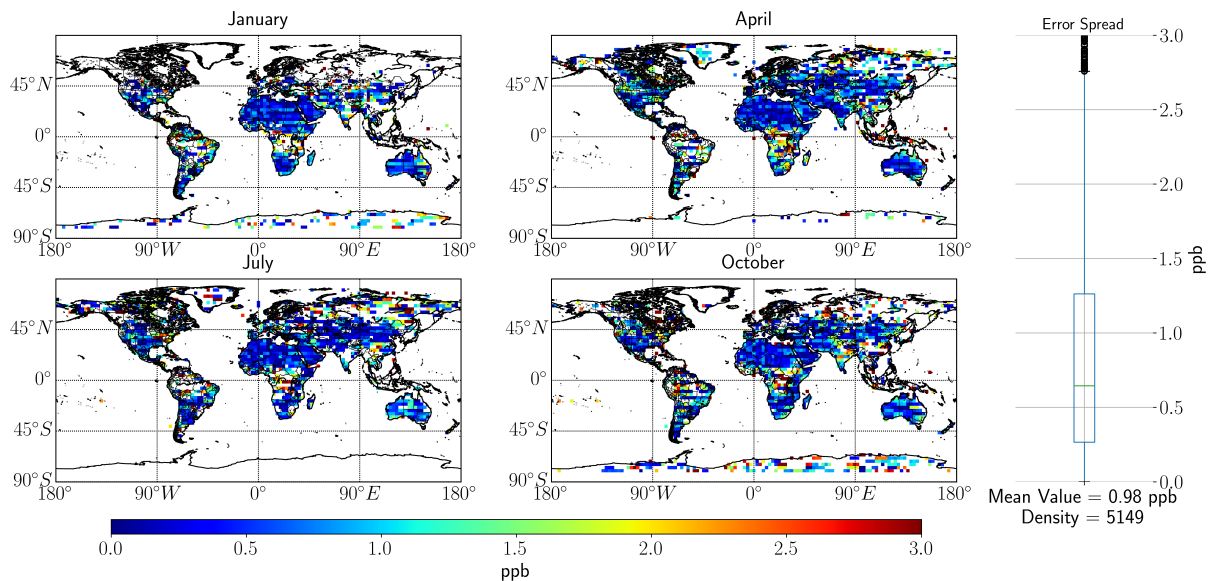 January
April
Error Spread
45°N
0°
45°S
90°S
180°
90°W
0°
90°E
180°
45°N
0°
45°S
90°S
180°
90°W
0°
90°E
180°
3.0
2.5
2.0
1.5
1.0
0.5
0.0
ppb
July
October
45°N
0°
45°S
90°S
180°
90°W
0°
90°E
180°
45°N
0°
45°S
90°S
180°
90°W
0°
90°E
180°
Mean Value = 0.98 ppb
Density = 5149
0.0 0.5 1.0 1.5 2.0 2.5 3.0
ppb